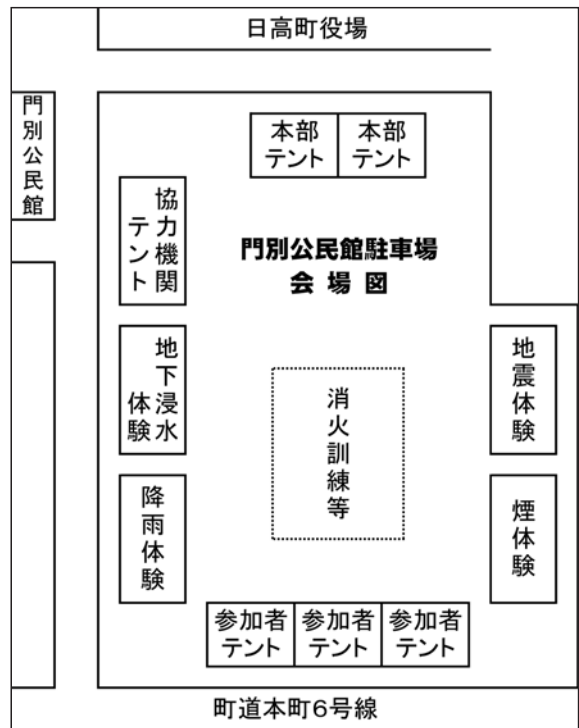 日高町役場
門別公民館
本部
テント
本部
テント
協力機関
テント
門別公民館駐車場
会場図
地下浸水
体験
消火訓練等
地震体験
降雨体験
煙体験
参加者
テント
参加者
テント
参加者
テント
町道本町6号線